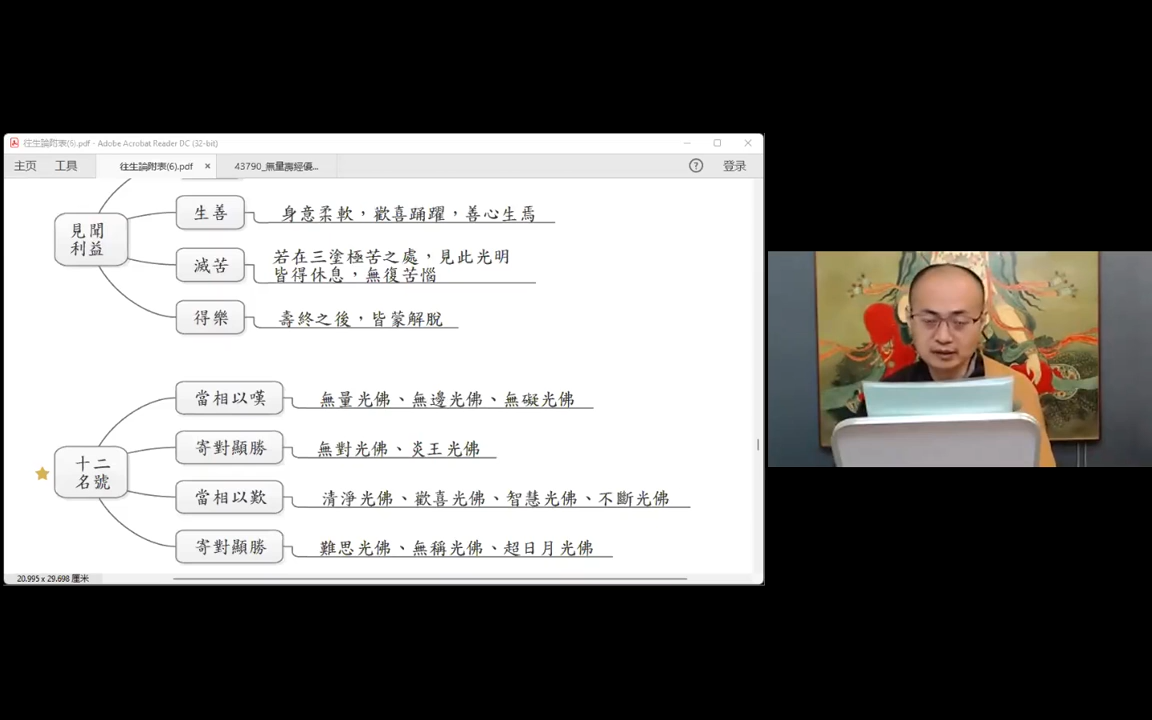 往生論附表(6).pdf - Adobe Acrobat Reader DC (32-bit)
主页 工具 往生論附表(6).pdf × 43790_無量壽經優... ? 登录
見聞
利益
生善 身意柔軟，歡喜踊躍，善心生焉
滅苦 若在三塗極苦之處，見此光明
皆得休息，無復苦惱
得樂 壽終之後，皆蒙解脫
十二
名號
當相以嘆 無量光佛、無邊光佛、無礙光佛
寄對顯勝 無對光佛、炎王光佛
當相以歎 清淨光佛、歡喜光佛、智慧光佛、不斷光佛
寄對顯勝 難思光佛、無稱光佛、超日月光佛
20.995 x 29.698 厘米